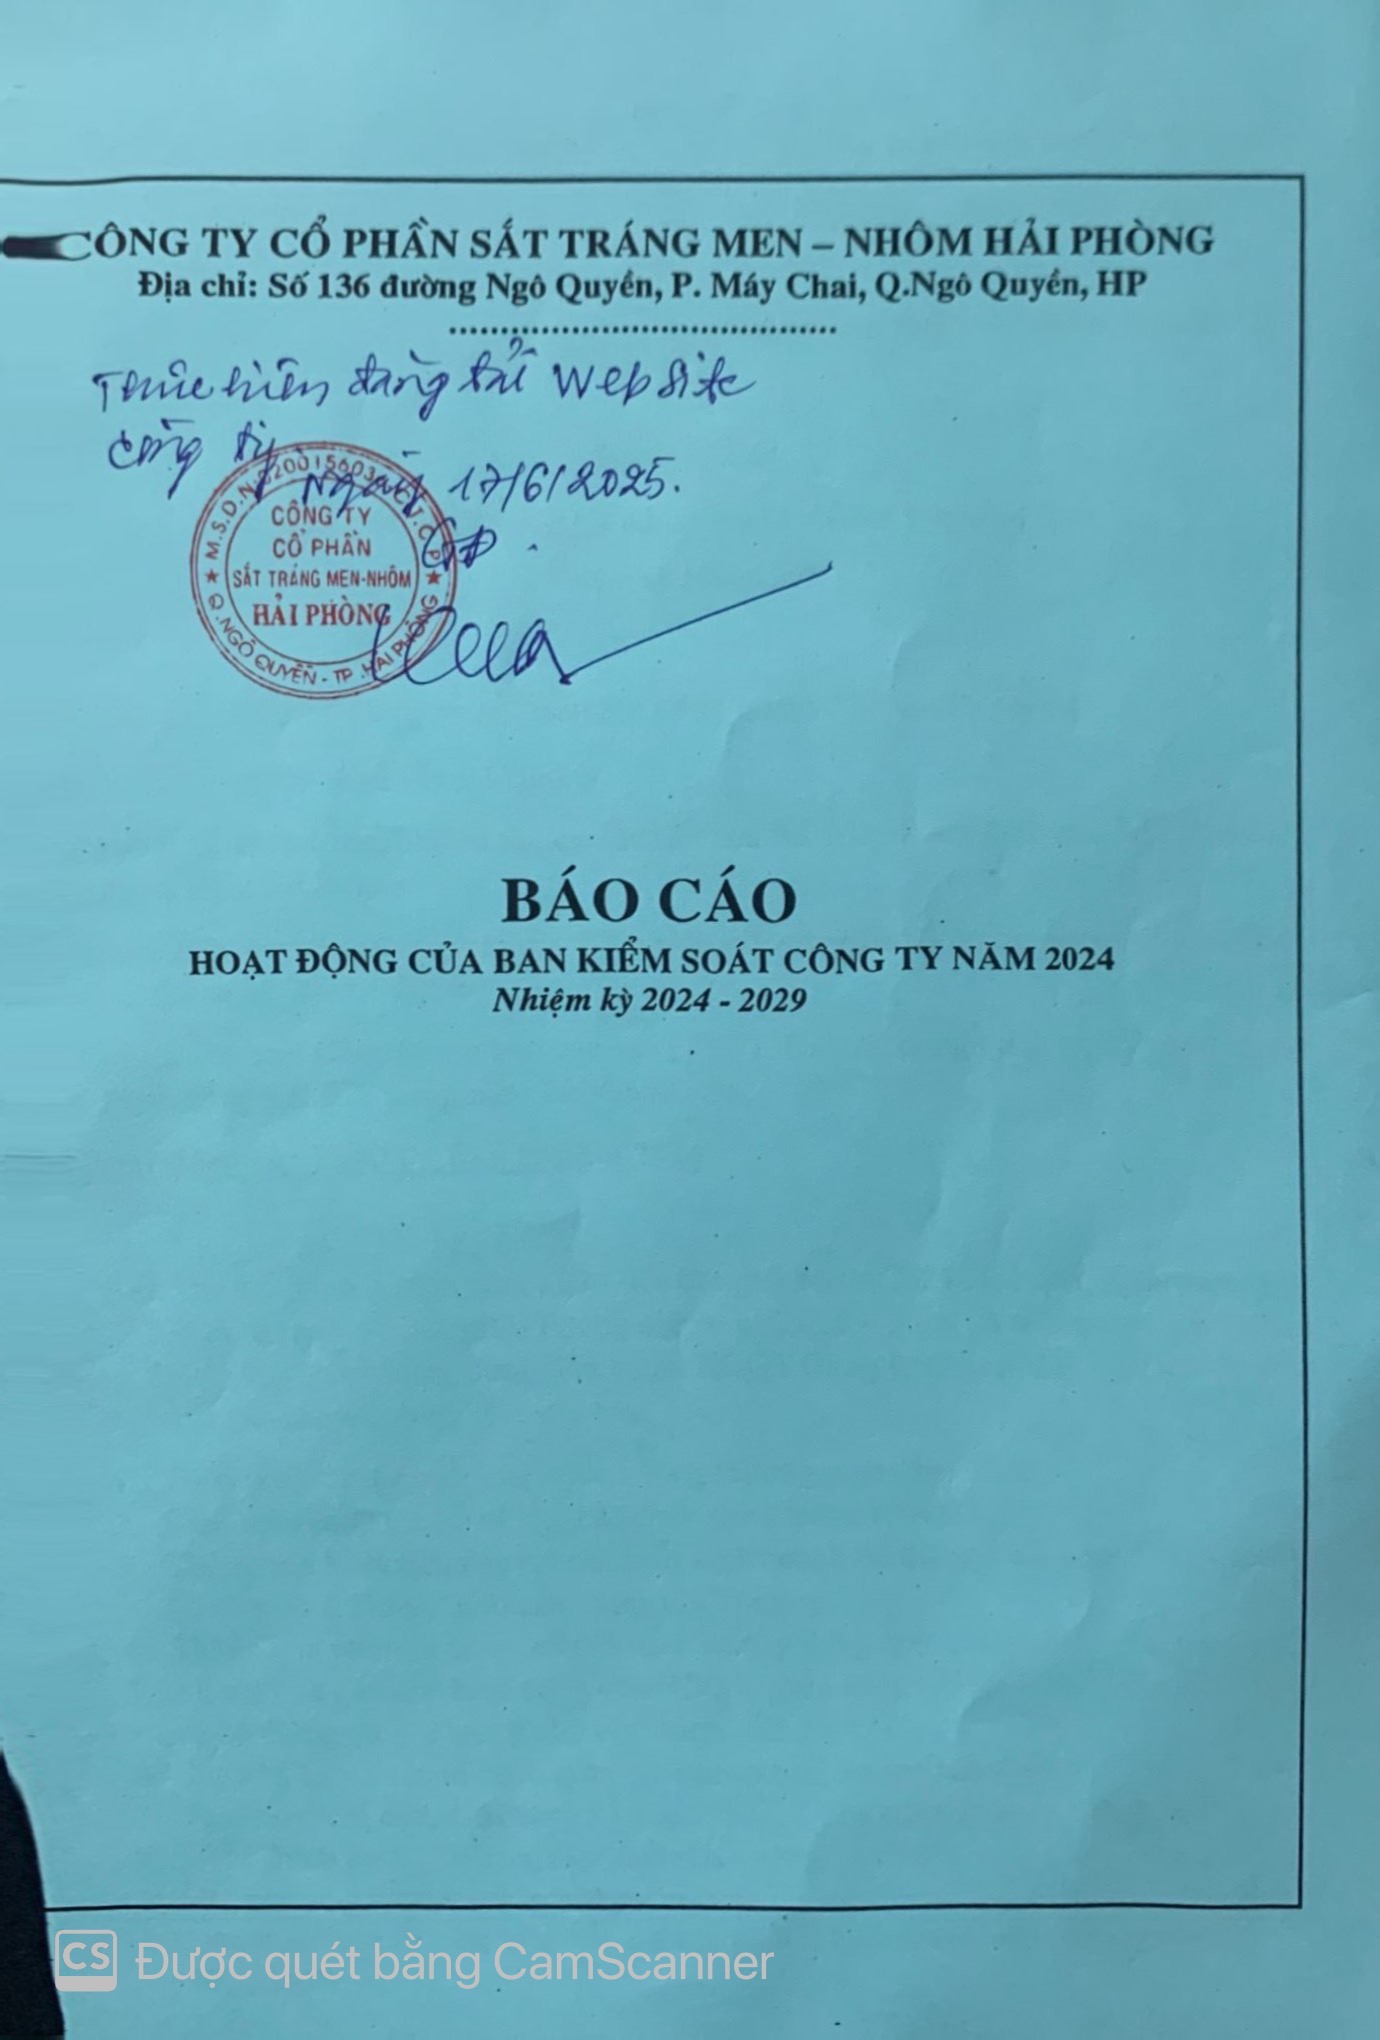 CÔNG TY CỔ PHẦN SẮT TRÁNG MEN – NHÔM HẢI PHÒNG
Địa chỉ: Số 136 đường Ngô Quyền, P. Máy Chai, Q.Ngô Quyền, HP
Thực hiện đăng tải Website
công ty
Ngày 17/6/2025.
GĐ
M.S.D.N:0200156031-C.T.C.P
CÔNG TY
CỔ PHẦN
SẮT TRÁNG MEN-NHÔM
HẢI PHÒNG
Q.NGÔ QUYỀN - TP.HẢI PHÒNG
BÁO CÁO
HOẠT ĐỘNG CỦA BAN KIỂM SOÁT CÔNG TY NĂM 2024
Nhiệm kỳ 2024 - 2029
CS Được quét bằng CamScanner